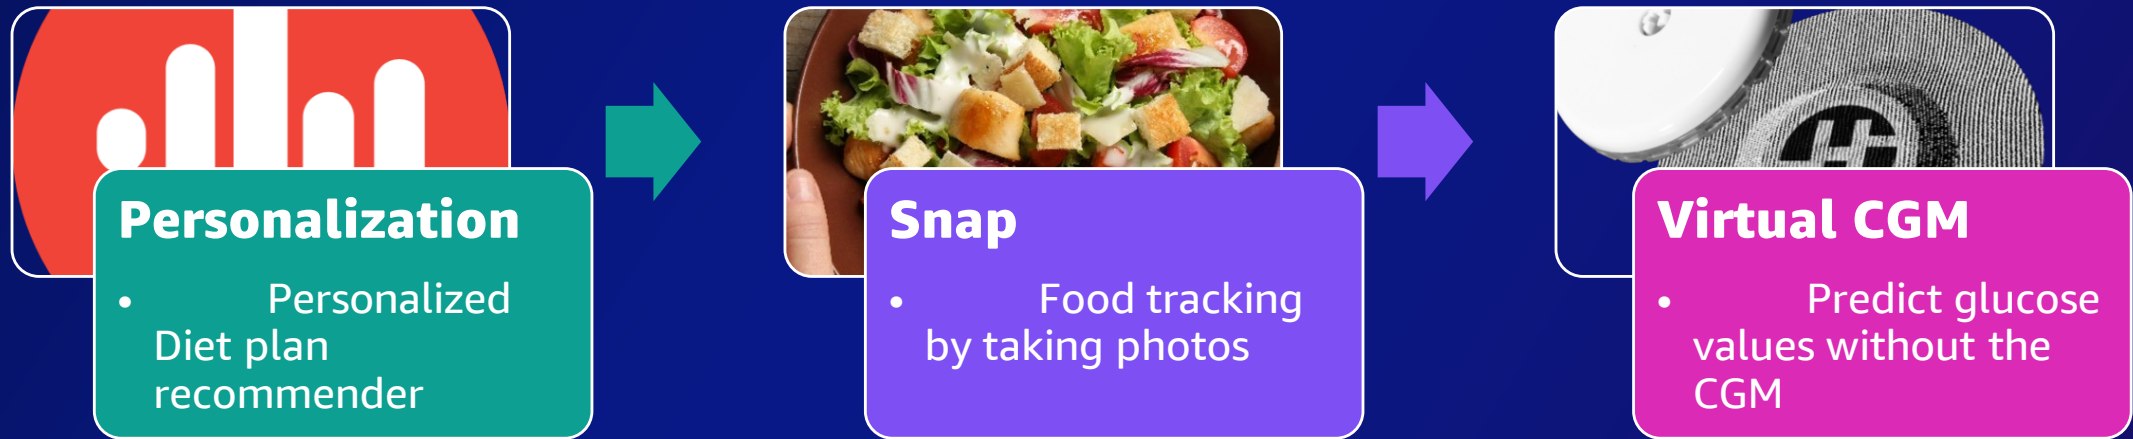 Personalization
• Personalized
Diet plan
recommender
Snap
• Food tracking
by taking photos
Virtual CGM
• Predict glucose
values without the
CGM